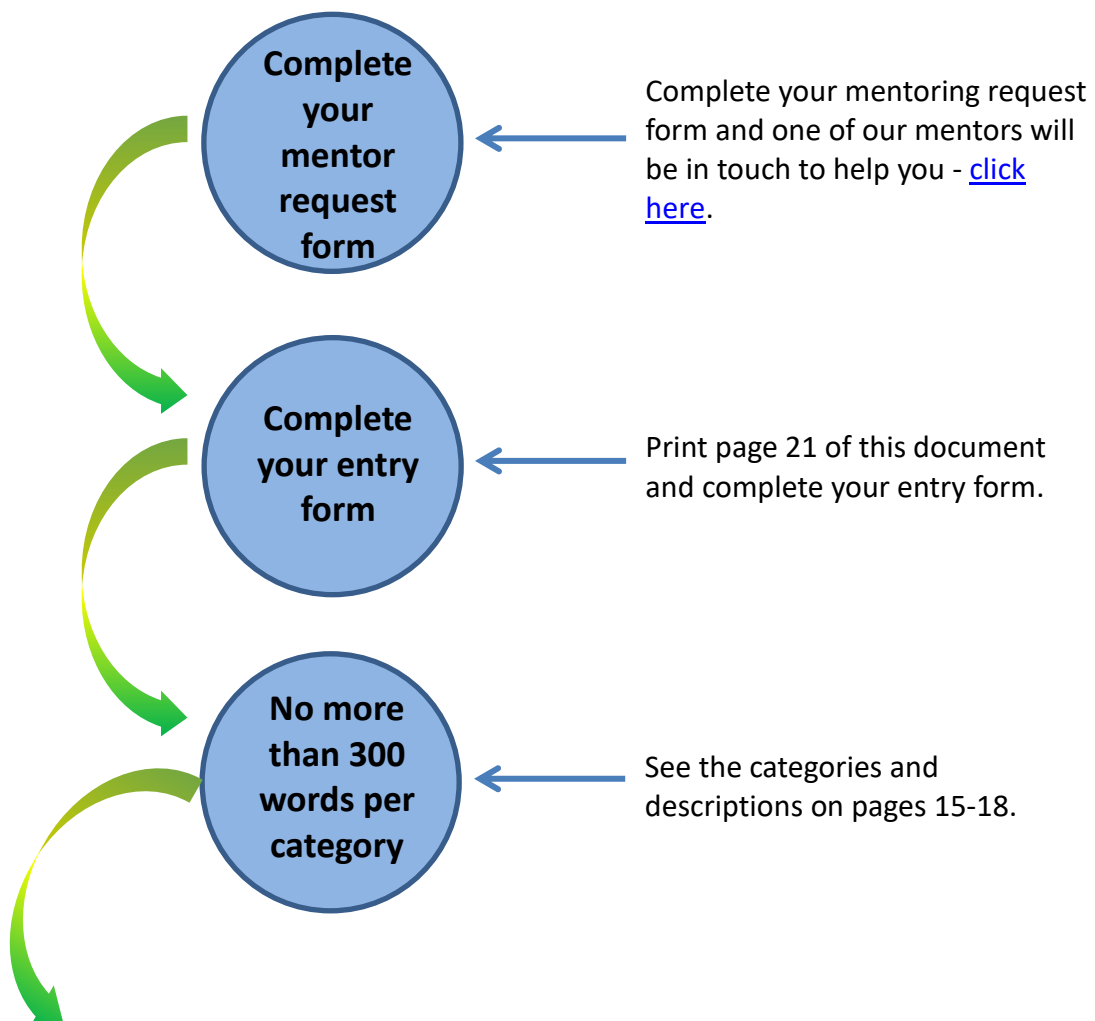 Complete
your
mentor
request
form
Complete your mentoring request
form and one of our mentors will
be in touch to help you - click
here.
Complete
your entry
form
Print page 21 of this document
and complete your entry form.
No more
than 300
words per
category
See the categories and
descriptions on pages 15-18.